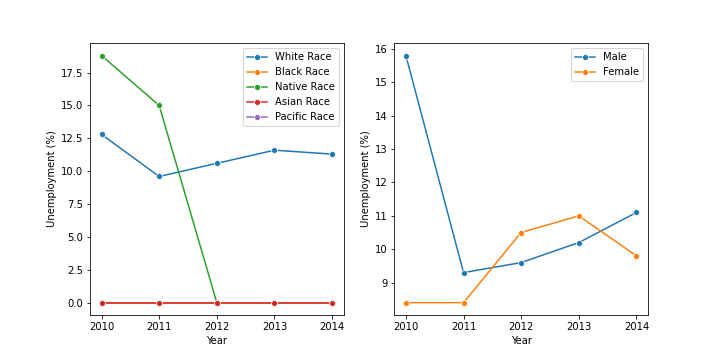 Unemployment (%)
17.5
15.0
12.5
10.0
7.5
5.0
2.5
0.0
2010 2011 2012 2013 2014
Year
White Race
Black Race
Native Race
Asian Race
Pacific Race
Unemployment (%)
16
15
14
13
12
11
10
9
2010 2011 2012 2013 2014
Year
Male
Female